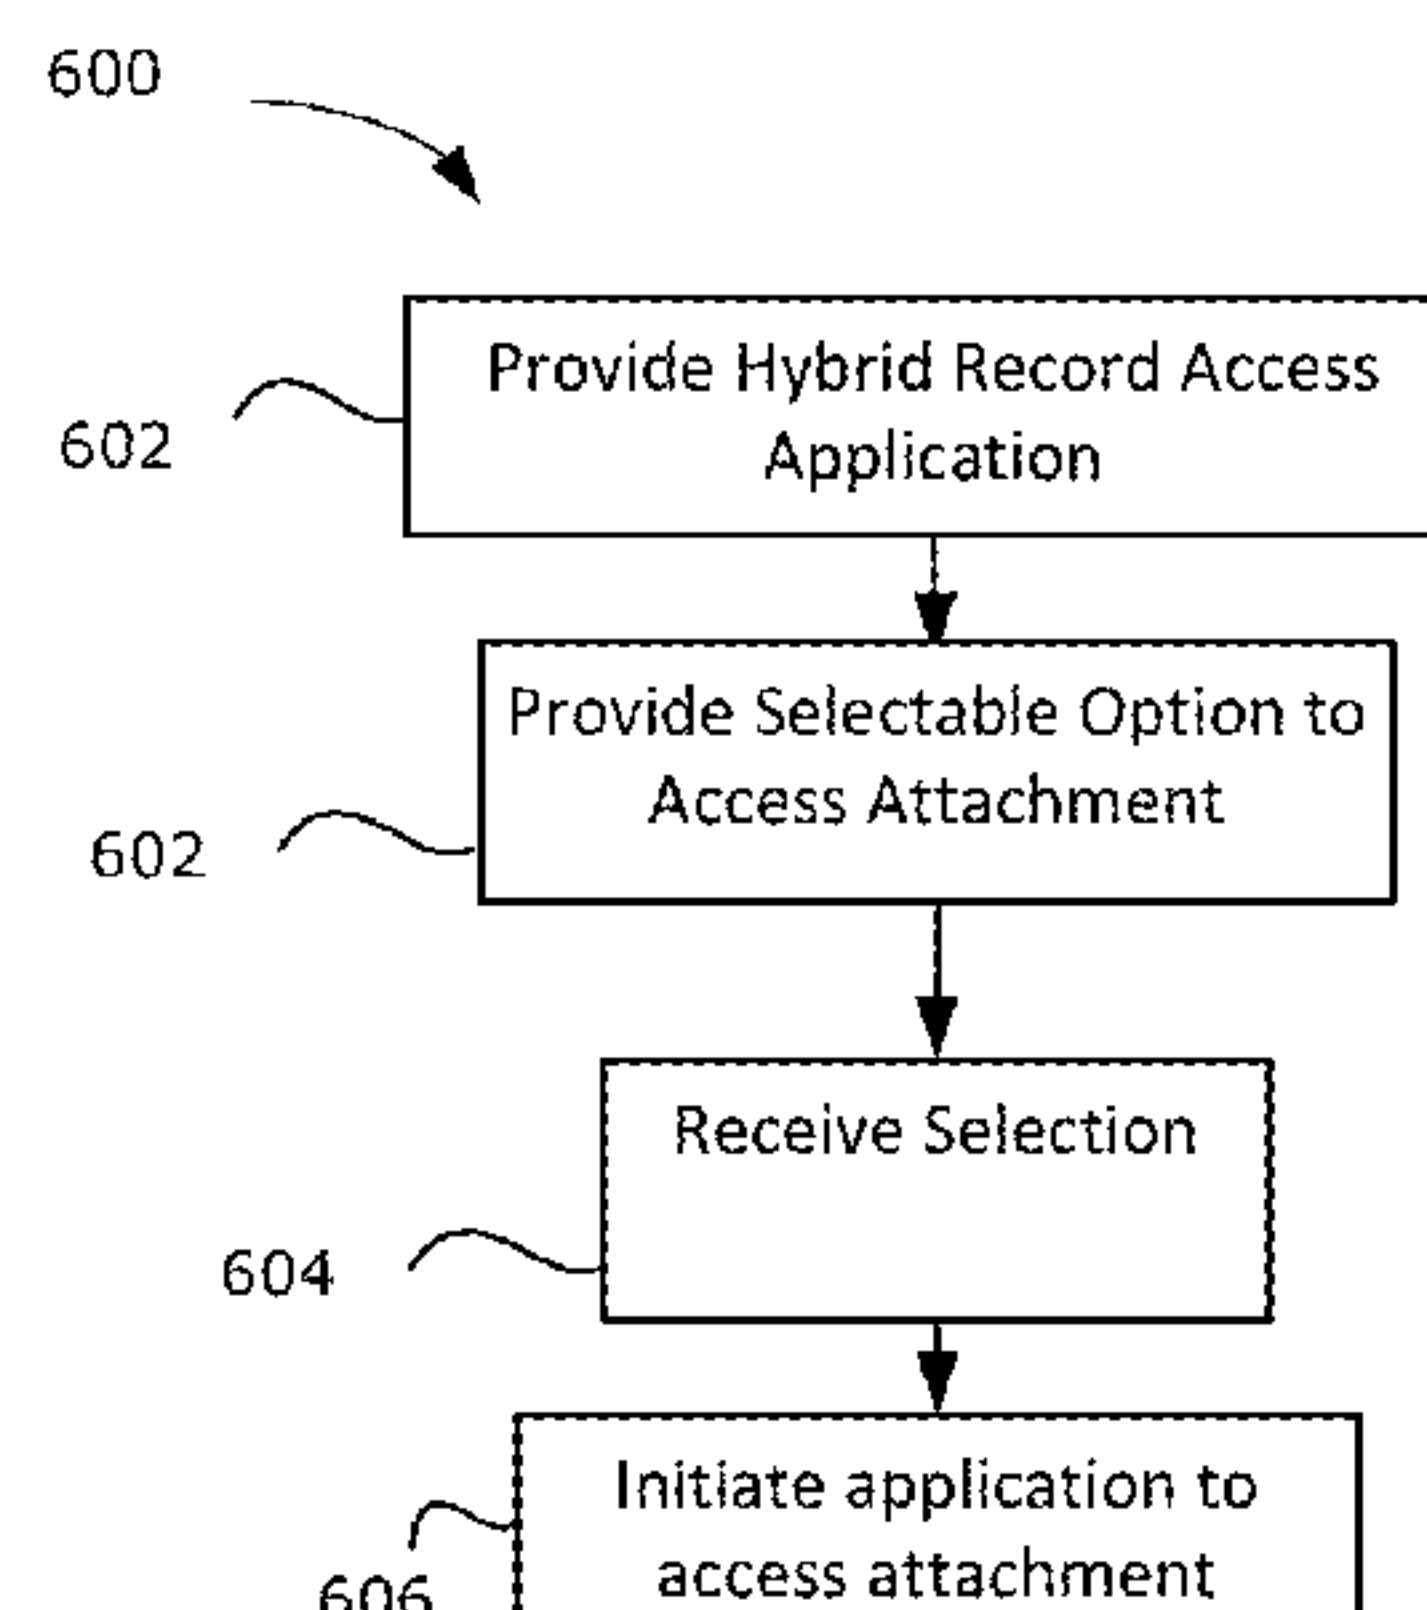 600
Provide Hybrid Record Access
Application
602
Provide Selectable Option to
Access Attachment
602
Receive Selection
604
Initiate application to
access attachment
606